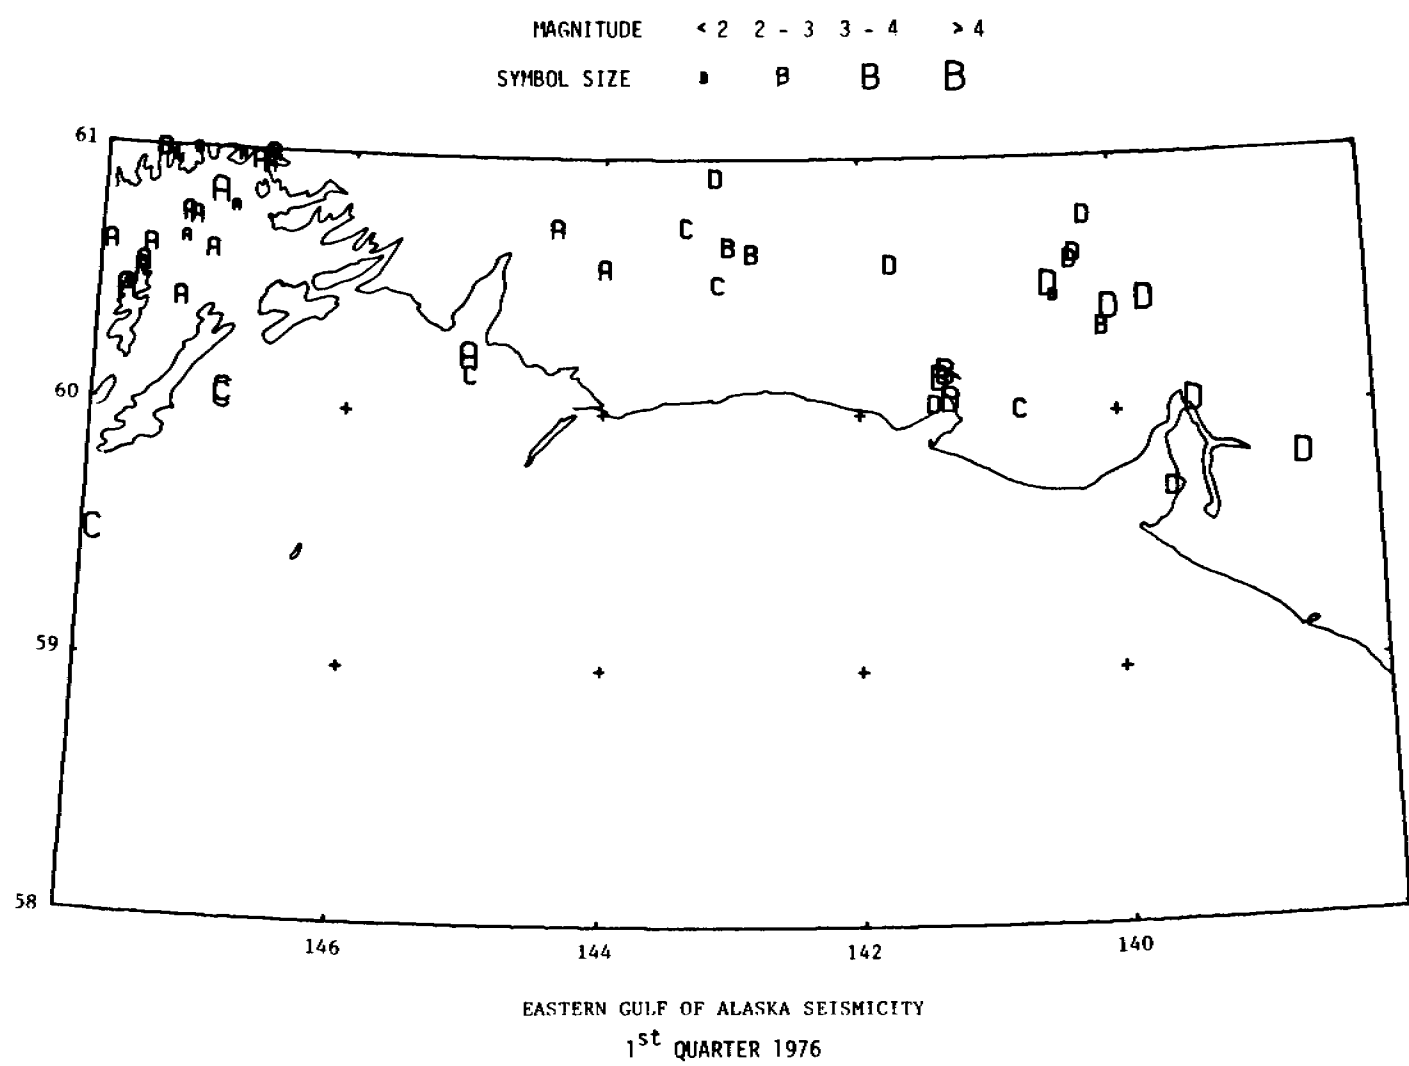 MAGNITUDE < 2 2 - 3 3 - 4 > 4
SYMBOL SIZE B B B B
61
D
A
A
D
A
C
A
A
A
B
B
A
A
D
C
D
D
A
D
B
A
C
60
C
D
D
D
C
59
58
146 144 142 140
EASTERN GULF OF ALASKA SEISMICITY
1st QUARTER 1976